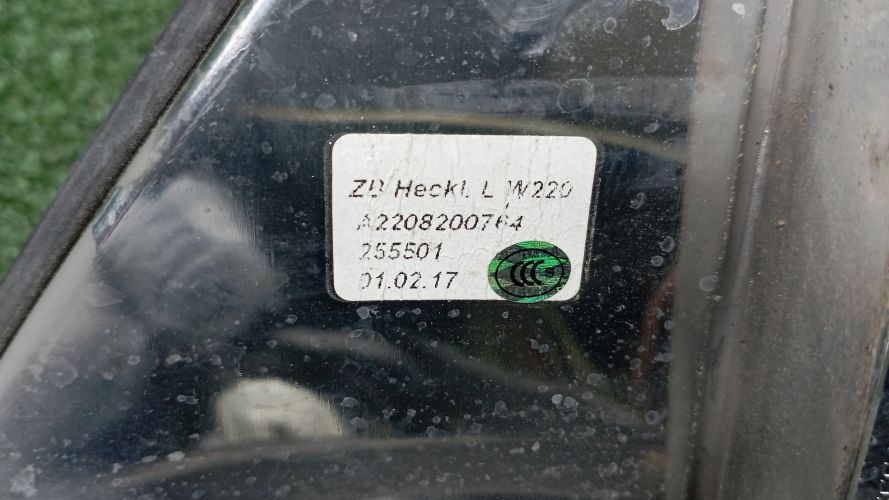 ZB Heckl. L W220
A2208200764
255501
01.02.17
CCC S